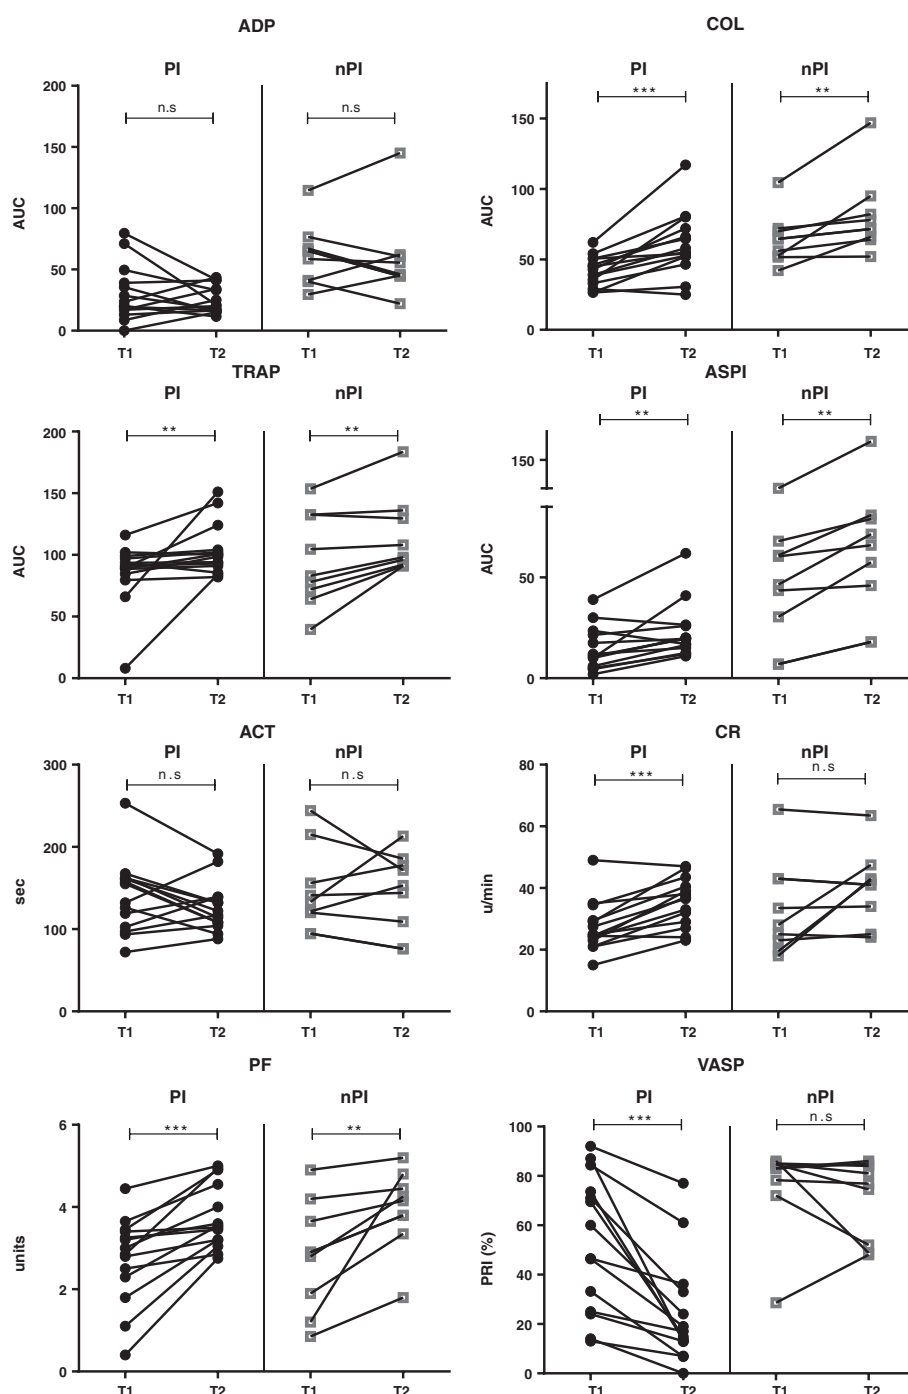 ADP
PI nPI
n.s n.s
200
150
100
50
0
AUC
T1 T2 T1 T2
COL
PI nPI
*** **
150
100
50
0
AUC
T1 T2 T1 T2
TRAP
PI nPI
** **
200
150
100
50
0
AUC
T1 T2 T1 T2
ASPI
PI nPI
** **
150
50
0
AUC
T1 T2 T1 T2
ACT
PI nPI
n.s n.s
300
200
100
0
sec
T1 T2 T1 T2
CR
PI nPI
*** n.s
80
60
40
20
0
u/min
T1 T2 T1 T2
PF
PI nPI
*** **
6
4
2
0
units
T1 T2 T1 T2
VASP
PI nPI
*** n.s
100
80
60
40
20
0
PRI (%)
T1 T2 T1 T2